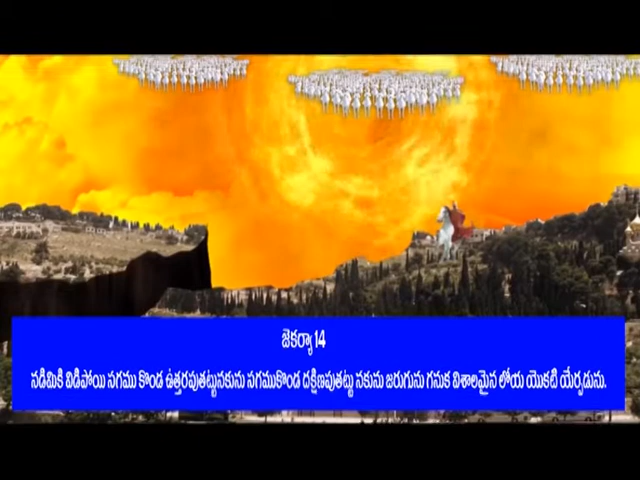 జెకర్యా 14
నడిమికి విడిపోయి సగము కొండ ఉత్తరపుతట్టునకును సగముకొండ దక్షిణపుతట్టు నకును జరుగును గనుక విశాలమైన లోయ యొకటి యేర్పడును.